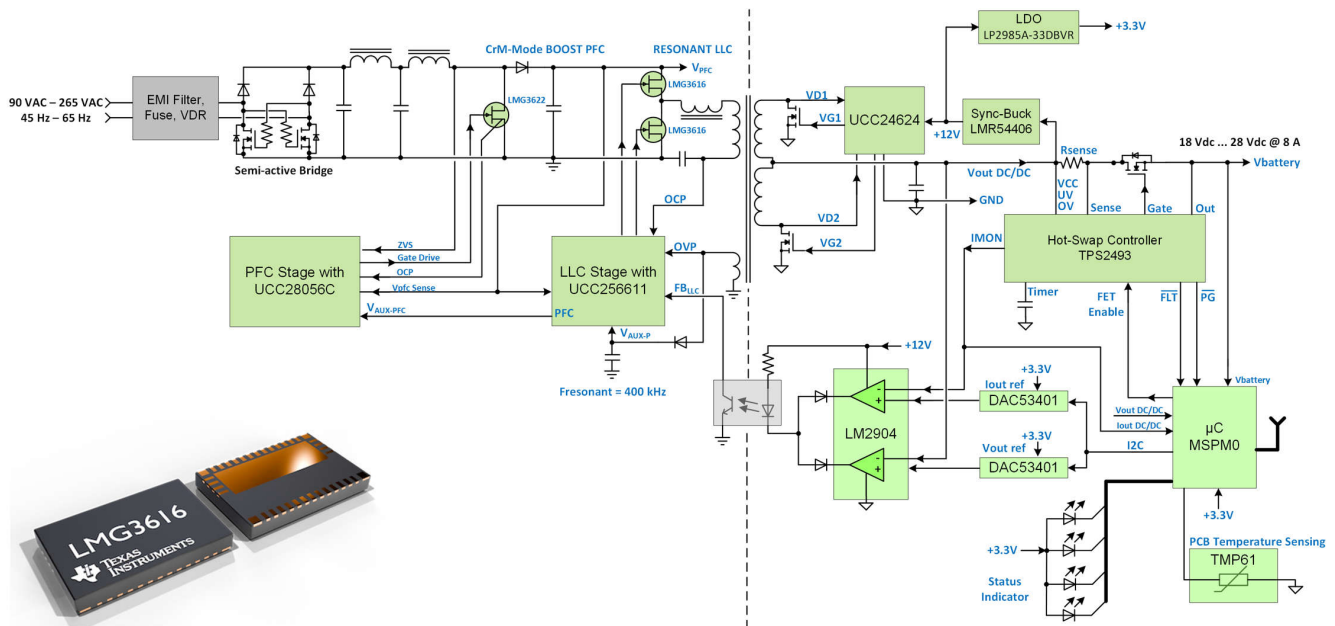 90 VAC – 265 VAC
45 Hz – 65 Hz
EMI Filter,
Fuse, VDR
Semi-active Bridge
CrM-Mode BOOST PFC
LMG3622
RESONANT LLC
VPFC
LMG3616
LMG3616
OCP
PFC Stage with
UCC28056C
ZVS
Gate Drive
OCP
Vpfc Sense
VAUX-PFC
PFC
LLC Stage with
UCC256611
OVP
FBLLC
VAUX-P
Fresonant = 400 kHz
LDO
LP2985A-33DBVR
+3.3V
VD1
VG1
UCC24624
+12V
Sync-Buck
LMR54406
VD2
VG2
GND
Vout DC/DC
Rsense
18 Vdc ... 28 Vdc @ 8 A
Vbattery
VCC
UV
OV
Sense
Gate
Out
IMON
Hot-Swap Controller
TPS2493
Timer
FET
Enable
FLT
PG
+12V
LM2904
-
+
-
+
+3.3V
Iout ref
DAC53401
+3.3V
Vout ref
DAC53401
Vbattery
Vout DC/DC
Iout DC/DC
I2C
µC
MSPM0
+3.3V
+3.3V
Status
Indicator
PCB Temperature Sensing
TMP61
LMG3616
TEXAS
INSTRUMENTS